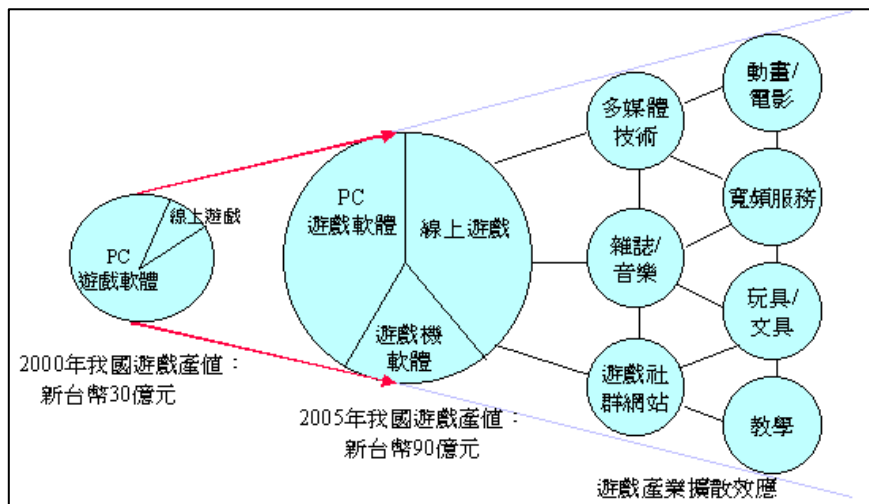 線上遊戲
PC
遊戲軟體
2000年我國遊戲產值：
新台幣30億元
PC
遊戲軟體
線上遊戲
遊戲機
軟體
2005年我國遊戲產值：
新台幣90億元
多媒體
技術
雜誌/
音樂
遊戲社
群網站
動畫/
電影
寬頻服務
玩具/
文具
教學
遊戲產業擴散效應